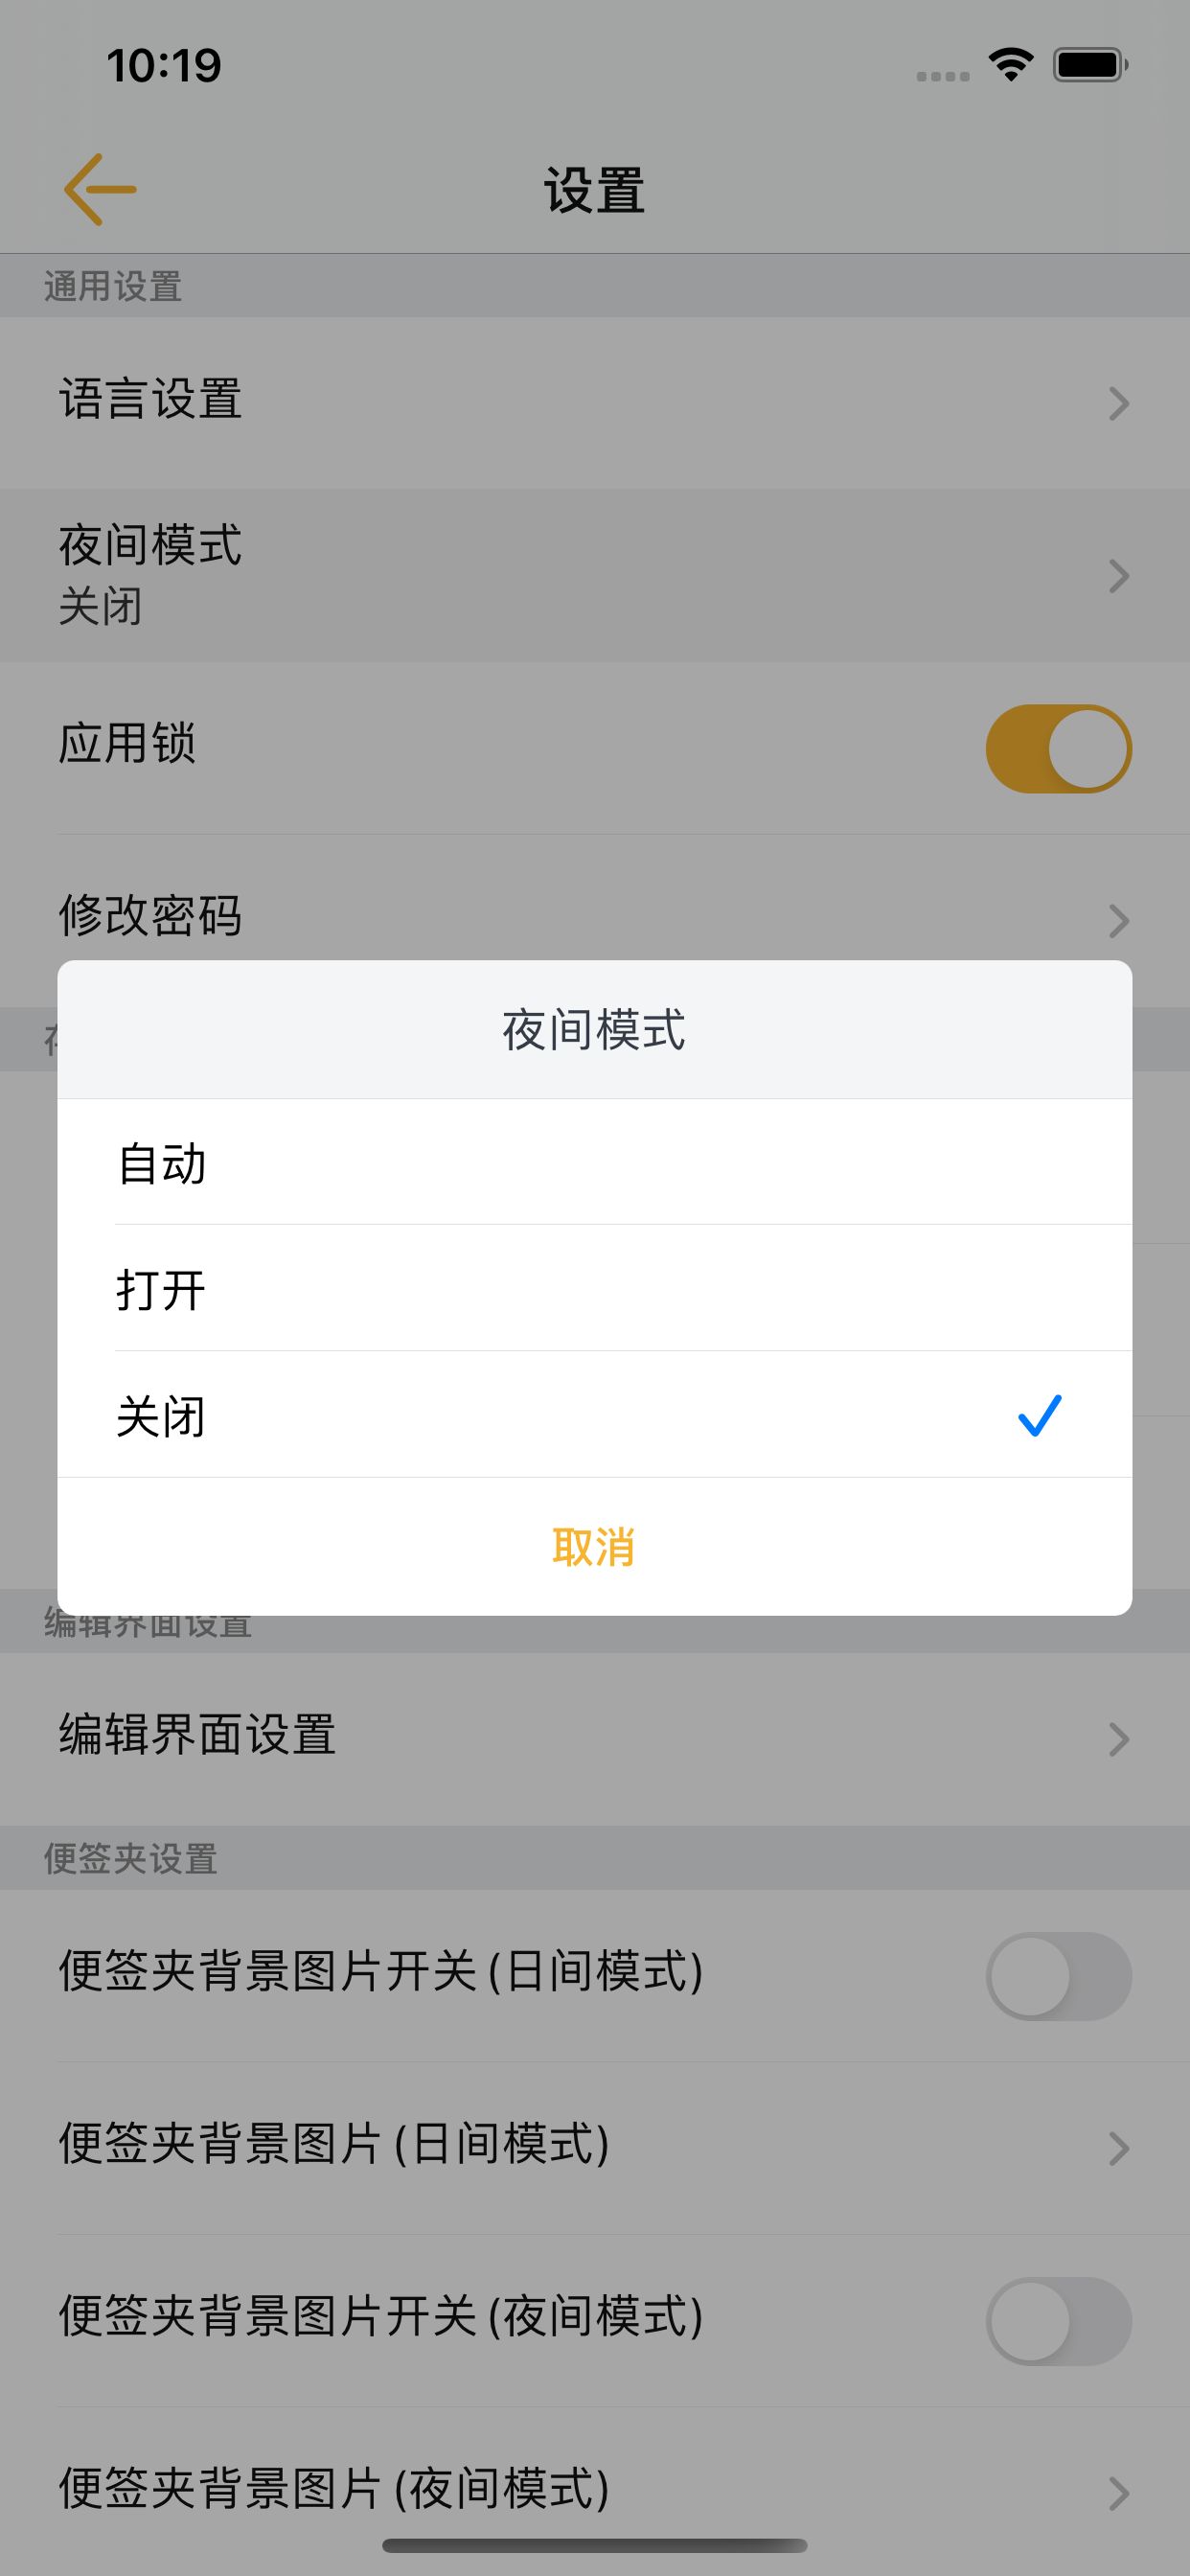 10:19
设置
通用设置
语言设置
夜间模式
关闭
应用锁
修改密码
夜间模式
自动
打开
关闭
取消
编辑界面设置
编辑界面设置
便签夹设置
便签夹背景图片开关(日间模式)
便签夹背景图片(日间模式)
便签夹背景图片开关(夜间模式)
便签夹背景图片(夜间模式)